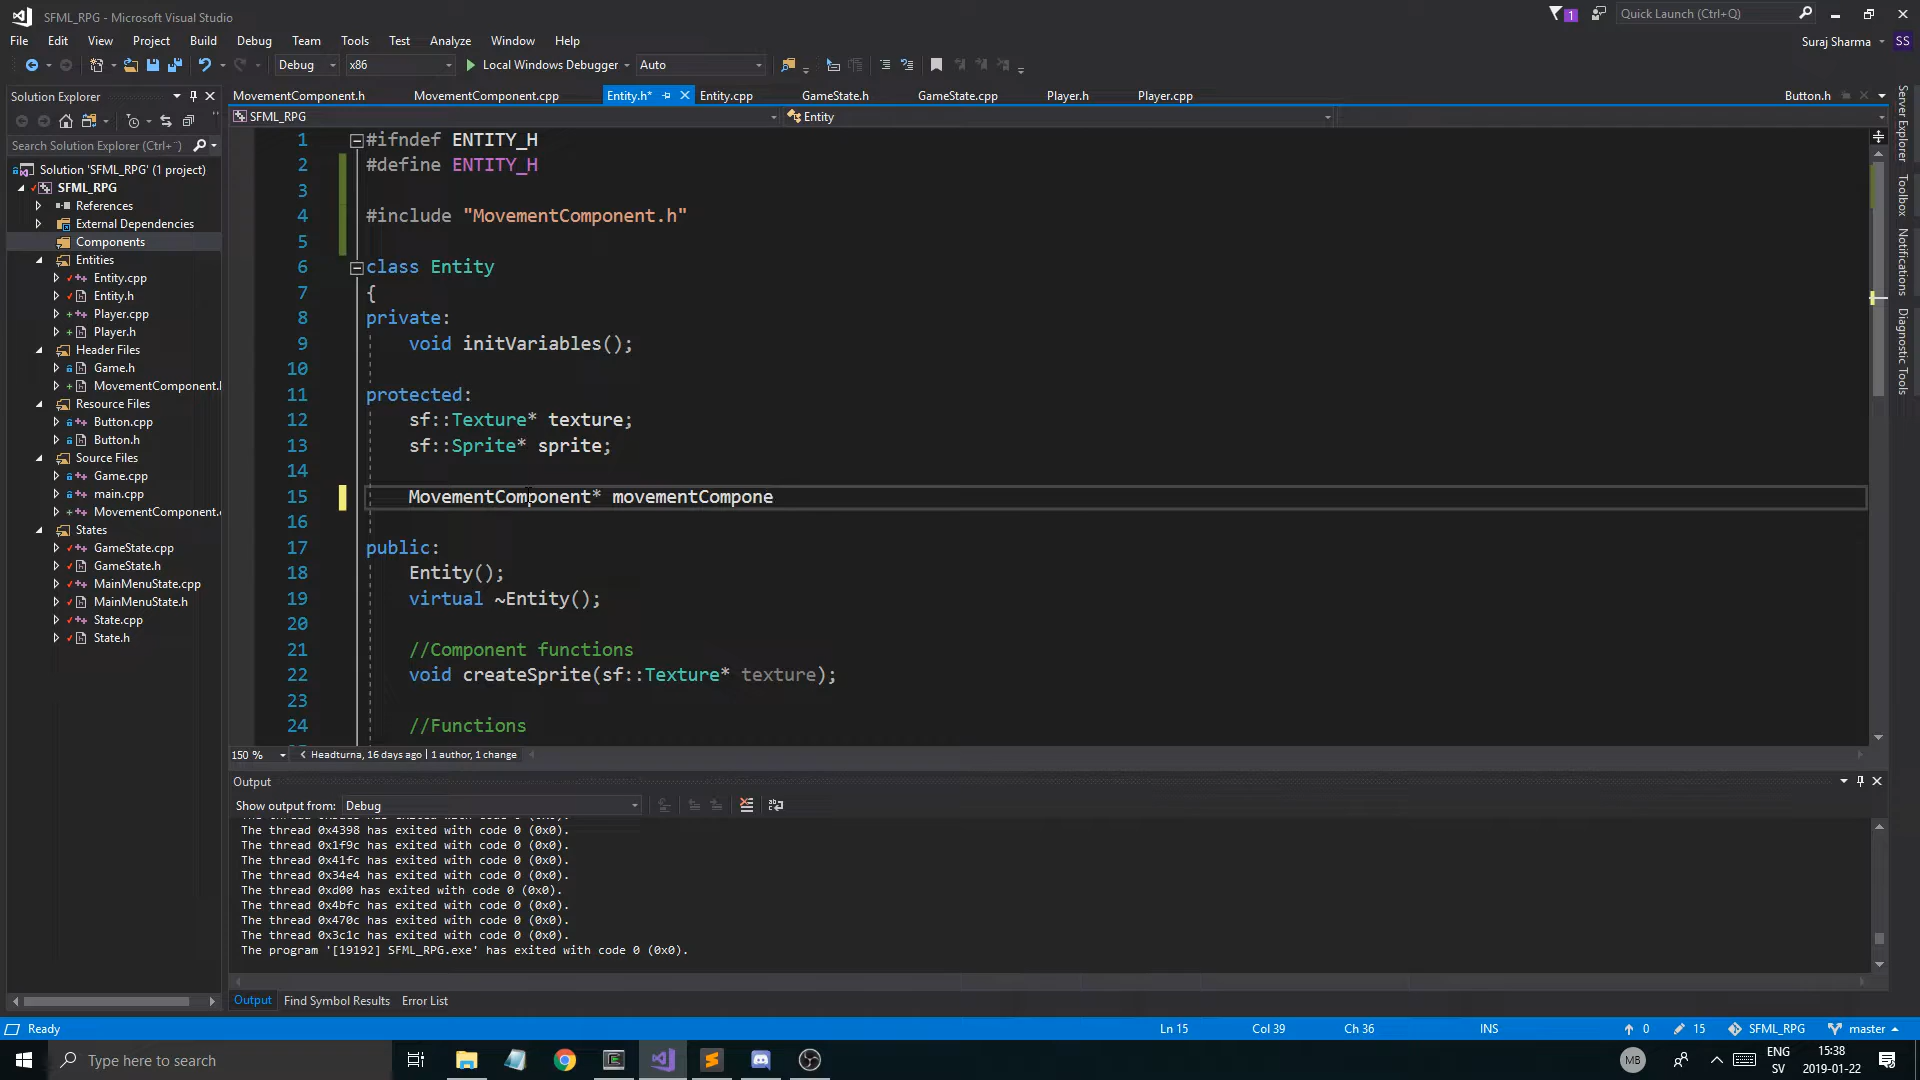 SFML_RPG - Microsoft Visual Studio
1
Quick Launch (Ctrl+Q)
File Edit View Project Build Debug Team Tools Test Analyze Window Help
Suraj Sharma SS
Debug x86 Local Windows Debugger Auto
Solution Explorer
MovementComponent.h MovementComponent.cpp Entity.h* Entity.cpp GameState.h GameState.cpp Player.h Player.cpp Button.h
SFML_RPG Entity
Search Solution Explorer (Ctrl+¨)
Solution 'SFML_RPG' (1 project)
SFML_RPG
References
External Dependencies
Components
Entities
Entity.cpp
Entity.h
Player.cpp
Player.h
Header Files
Game.h
MovementComponent.h
Resource Files
Button.cpp
Button.h
Source Files
Game.cpp
main.cpp
MovementComponent.c
States
GameState.cpp
GameState.h
MainMenuState.cpp
MainMenuState.h
State.cpp
State.h
1 #ifndef ENTITY_H
2 #define ENTITY_H
3
4 #include "MovementComponent.h"
5
6 class Entity
7 {
8 private:
9 void initVariables();
10
11 protected:
12 sf::Texture* texture;
13 sf::Sprite* sprite;
14
15 MovementComponent* movementCompone
16
17 public:
18 Entity();
19 virtual ~Entity();
20
21 //Component functions
22 void createSprite(sf::Texture* texture);
23
24 //Functions
150 % Headturna, 16 days ago | 1 author, 1 change
Server Explorer
Toolbox
Notifications
Diagnostic Tools
Output
Show output from: Debug
The thread 0x4398 has exited with code 0 (0x0).
The thread 0x1f9c has exited with code 0 (0x0).
The thread 0x41fc has exited with code 0 (0x0).
The thread 0x34e4 has exited with code 0 (0x0).
The thread 0xd00 has exited with code 0 (0x0).
The thread 0x4bfc has exited with code 0 (0x0).
The thread 0x470c has exited with code 0 (0x0).
The thread 0x3c1c has exited with code 0 (0x0).
The program '[19192] SFML_RPG.exe' has exited with code 0 (0x0).
Output Find Symbol Results Error List
Ready Ln 15 Col 39 Ch 36 INS 0 15 SFML_RPG master
Type here to search
MB
ENG
SV
15:38
2019-01-22